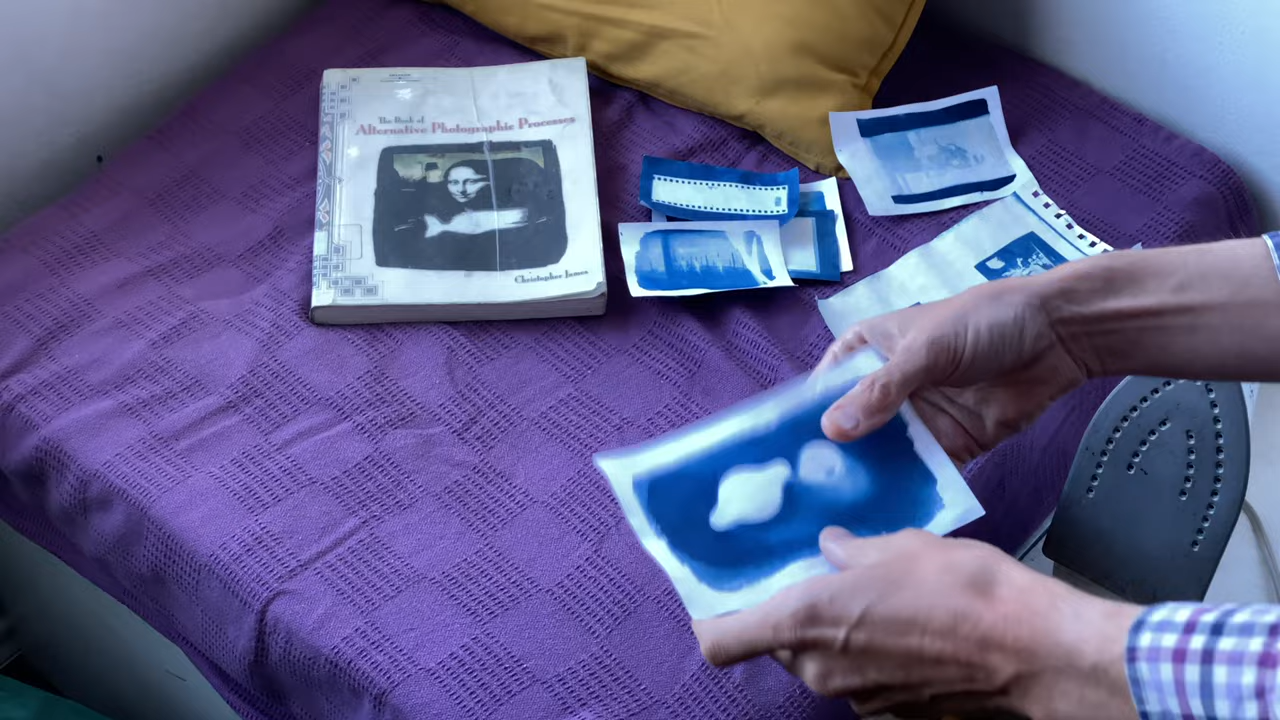 The Book of
Alternative Photographic Processes
Christopher James